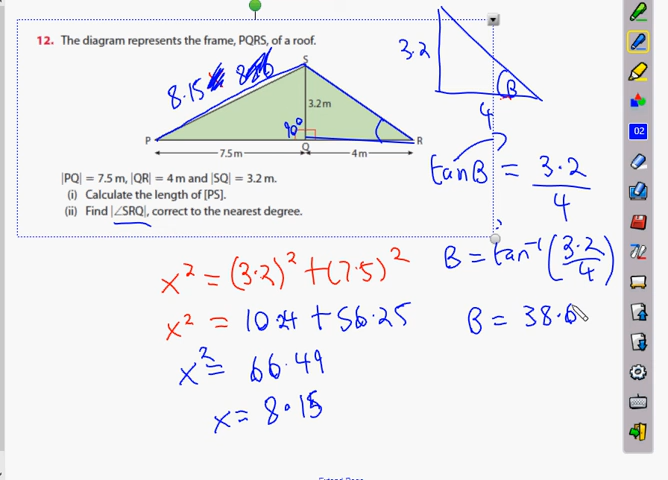 12. The diagram represents the frame, PQRS, of a roof.
8.15
S
3.2 m
90°
P
Q
R
7.5 m
4 m
|PQ| = 7.5 m, |QR| = 4 m and |SQ| = 3.2 m.
(i) Calculate the length of [PS].
(ii) Find |∠SRQ|, correct to the nearest degree.
3.2
B
4
tan B = 3.2/4
B = tan⁻¹(3.2/4)
B = 38.6
x² = (3.2)² + (7.5)²
x² = 10.24 + 56.25
x² = 66.49
x = 8.15
02